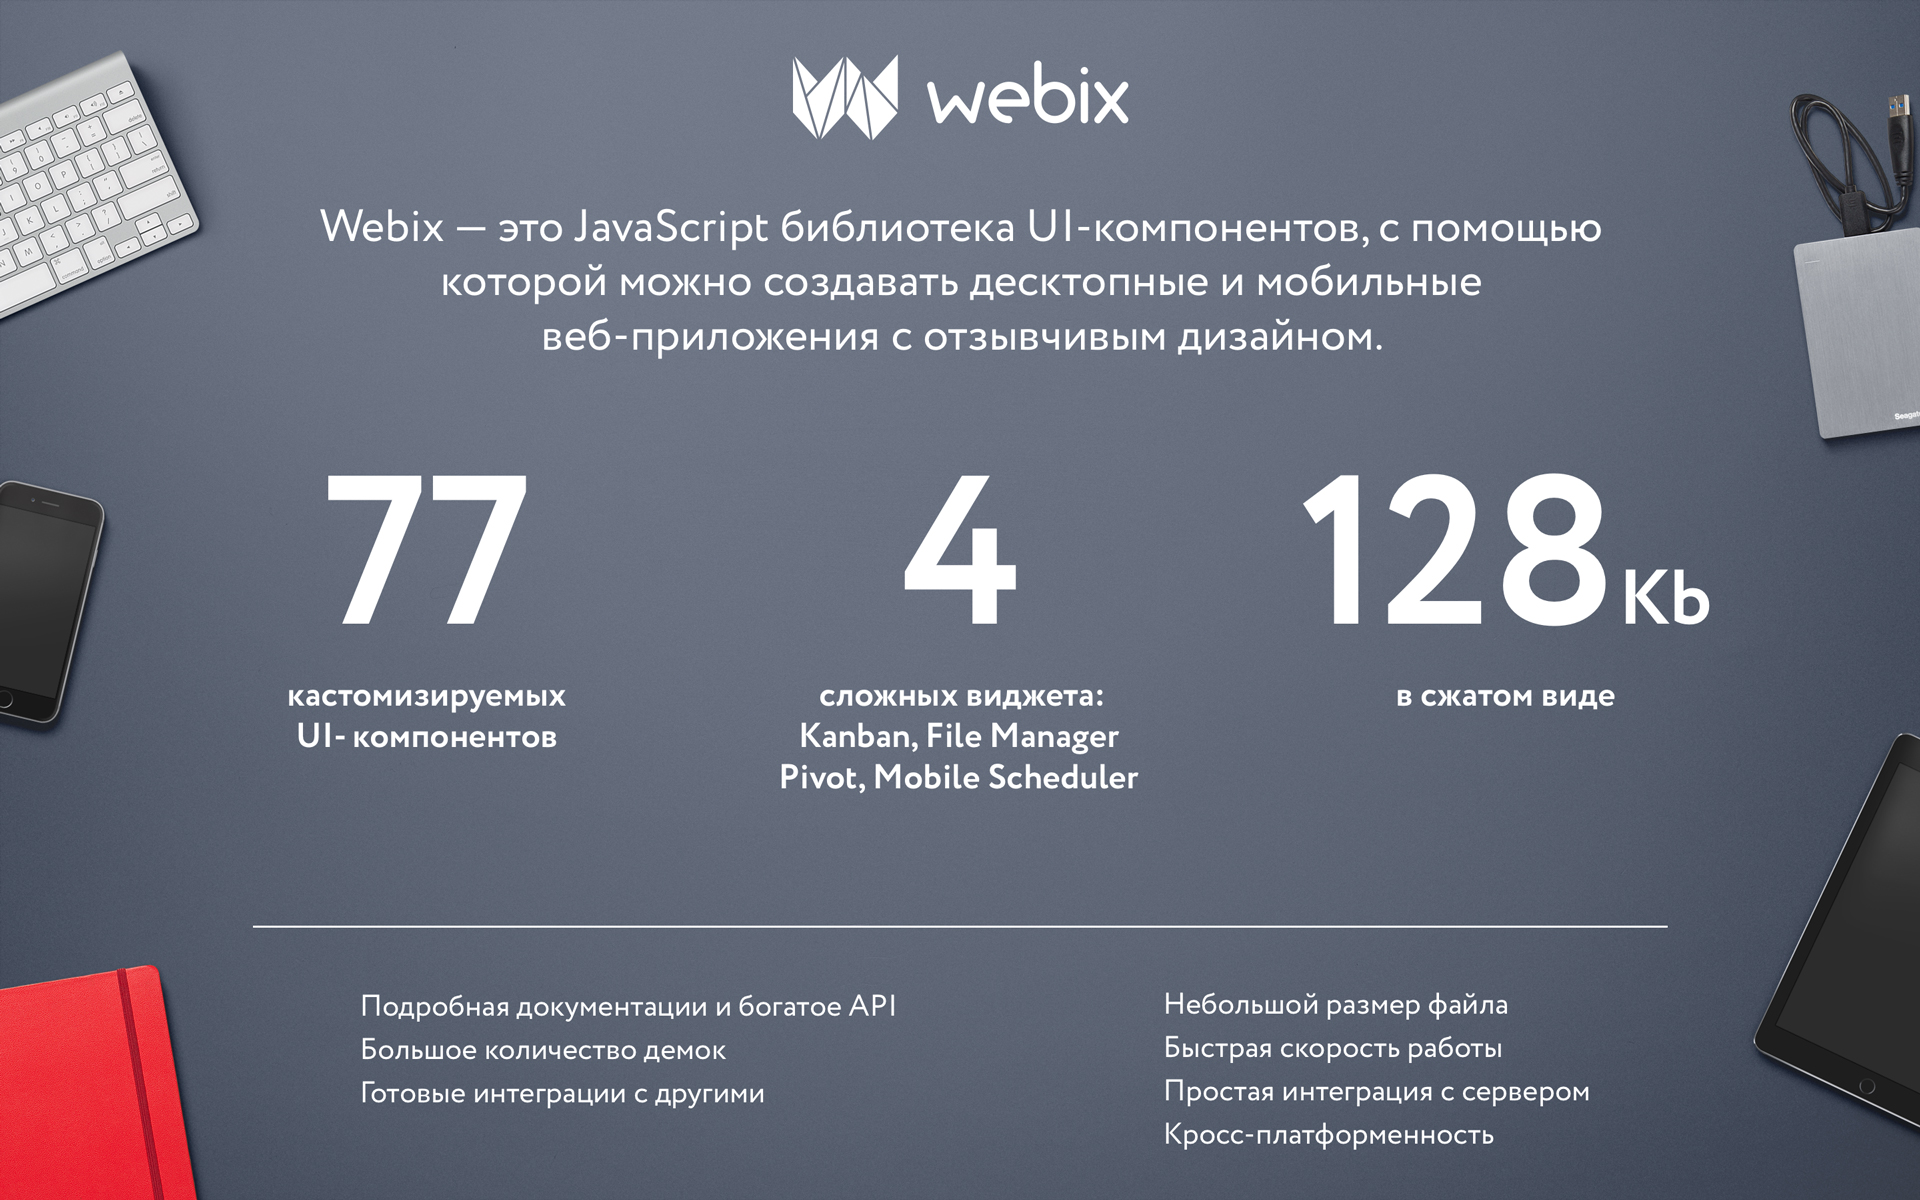 webix
Webix — это JavaScript библиотека UI-компонентов, с помощью
которой можно создавать десктопные и мобильные
веб-приложения с отзывчивым дизайном.
77
кастомизируемых
UI- компонентов
4
сложных виджета:
Kanban, File Manager
Pivot, Mobile Scheduler
128 Kb
в сжатом виде
Подробная документации и богатое API
Большое количество демок
Готовые интеграции с другими
Небольшой размер файла
Быстрая скорость работы
Простая интеграция с сервером
Кросс-платформенность